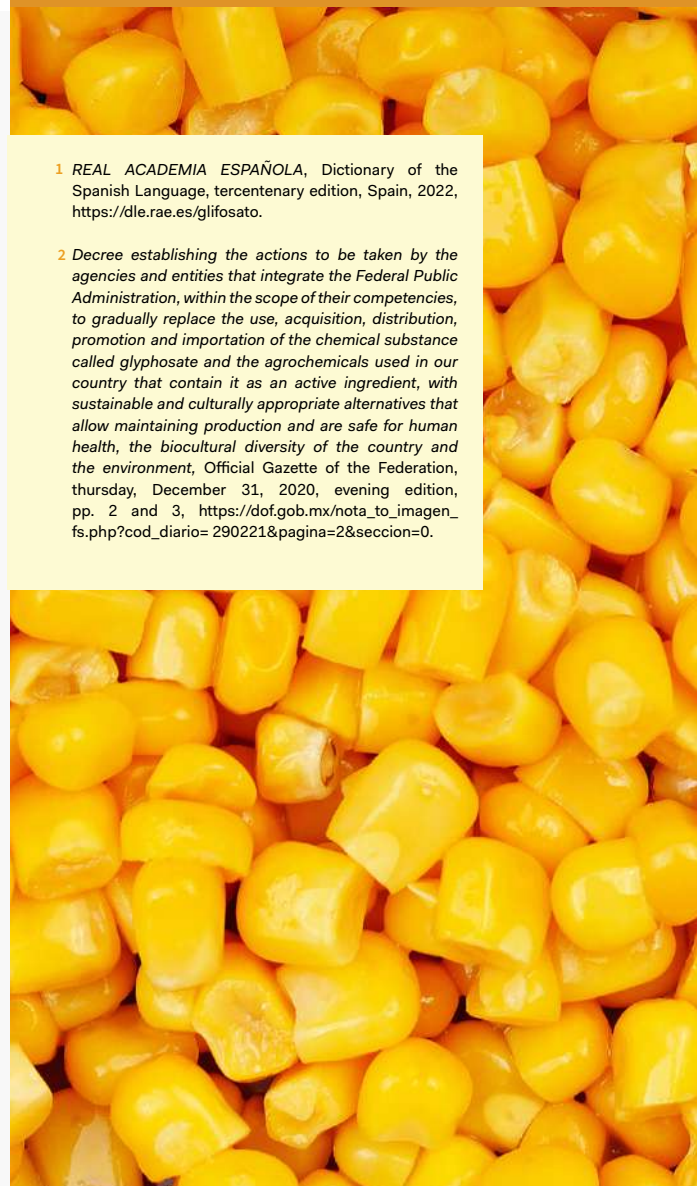 1 REAL ACADEMIA ESPAÑOLA, Dictionary of the
Spanish Language, tercentenary edition, Spain, 2022,
https://dle.rae.es/glifosato.
2 Decree establishing the actions to be taken by the
agencies and entities that integrate the Federal Public
Administration, within the scope of their competencies,
to gradually replace the use, acquisition, distribution,
promotion and importation of the chemical substance
called glyphosate and the agrochemicals used in our
country that contain it as an active ingredient, with
sustainable and culturally appropriate alternatives that
allow maintaining production and are safe for human
health, the biocultural diversity of the country and
the environment, Official Gazette of the Federation,
thursday, December 31, 2020, evening edition,
pp. 2 and 3, https://dof.gob.mx/nota_to_imagen_
fs.php?cod_diario= 290221&pagina=2&seccion=0.